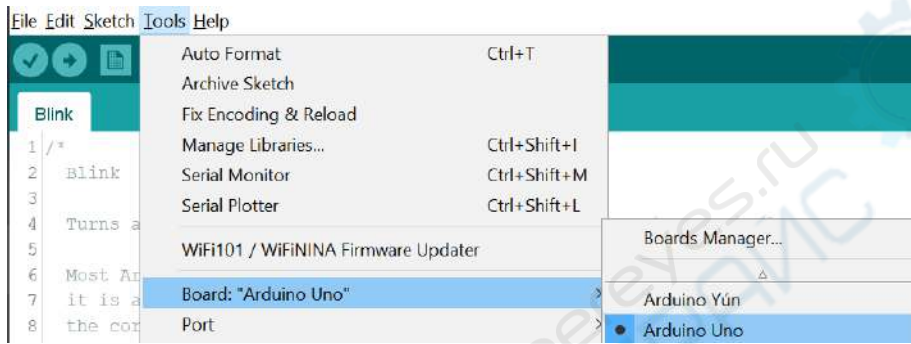 File Edit Sketch Tools Help
Auto Format Ctrl+T
Archive Sketch
Blink
Fix Encoding & Reload
1 /*
Manage Libraries... Ctrl+Shift+I
2 Blink
Serial Monitor Ctrl+Shift+M
3
Serial Plotter Ctrl+Shift+L
4 Turns a
5
WiFi101 / WiFiNINA Firmware Updater
Boards Manager...
6 Most Ar
7 it is a
Board: "Arduino Uno"
Arduino Yún
8 the cor
Port
Arduino Uno